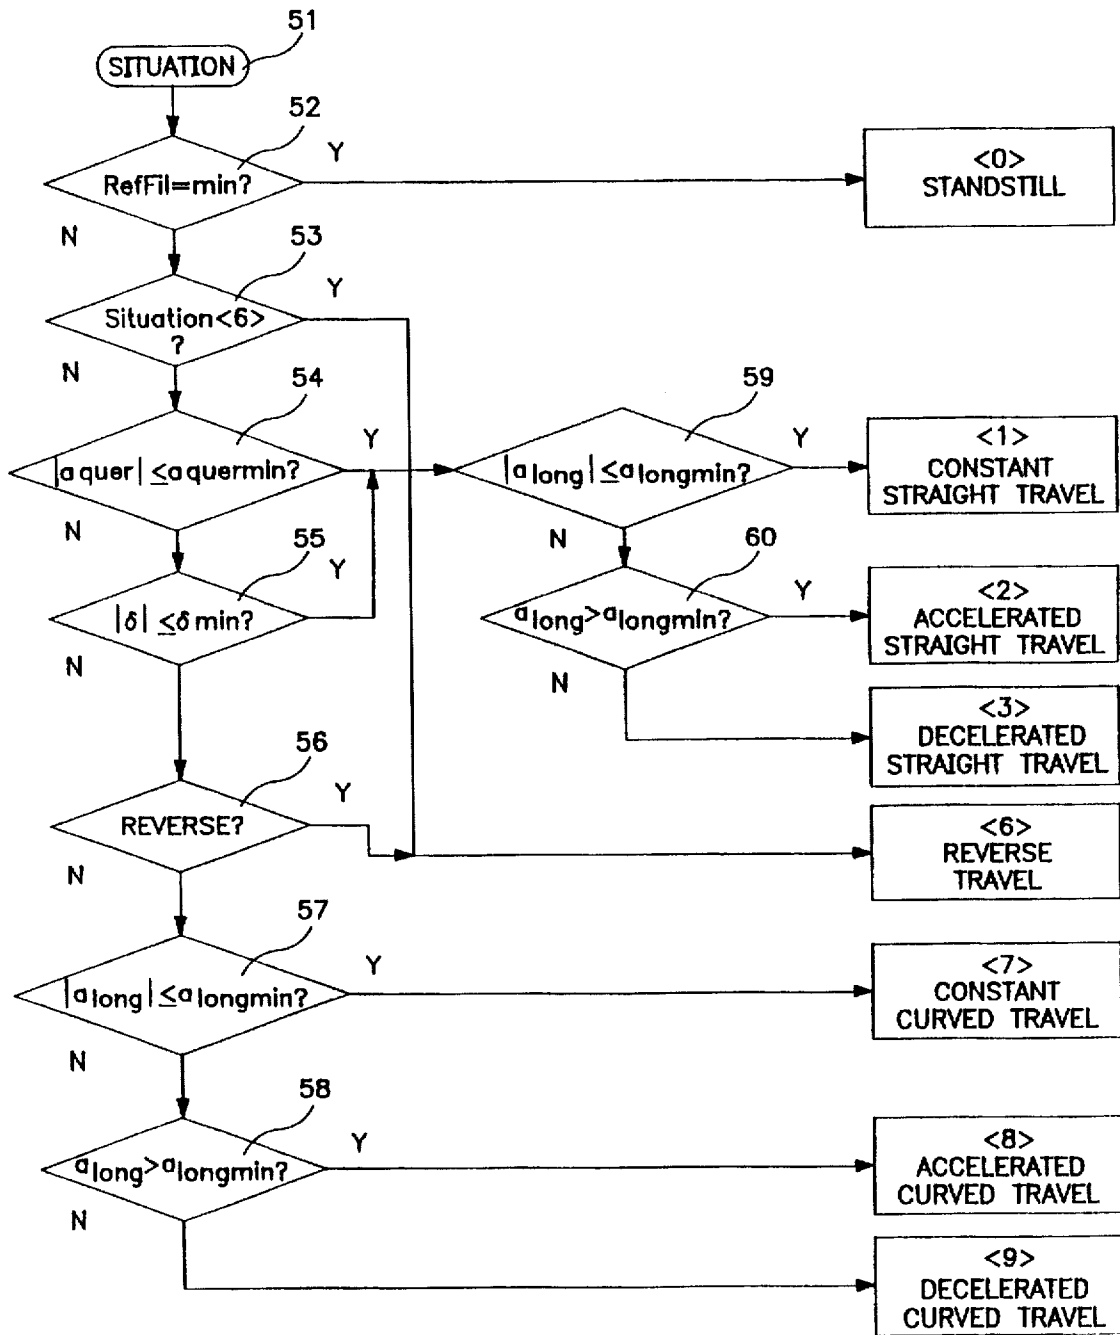 51
SITUATION
52
RefFil=min?
Y
<0>
STANDSTILL
N
53
Situation<6>
?
Y
N
54
|a quer| ≤a quermin?
Y
59
|a long| ≤a longmin?
Y
<1>
CONSTANT
STRAIGHT TRAVEL
N
N
55
|δ| ≤δ min?
Y
60
a long>a longmin?
Y
<2>
ACCELERATED
STRAIGHT TRAVEL
N
N
<3>
DECELERATED
STRAIGHT TRAVEL
56
REVERSE?
Y
<6>
REVERSE
TRAVEL
N
57
|a long| ≤a longmin?
Y
<7>
CONSTANT
CURVED TRAVEL
N
58
a long>a longmin?
Y
<8>
ACCELERATED
CURVED TRAVEL
N
<9>
DECELERATED
CURVED TRAVEL